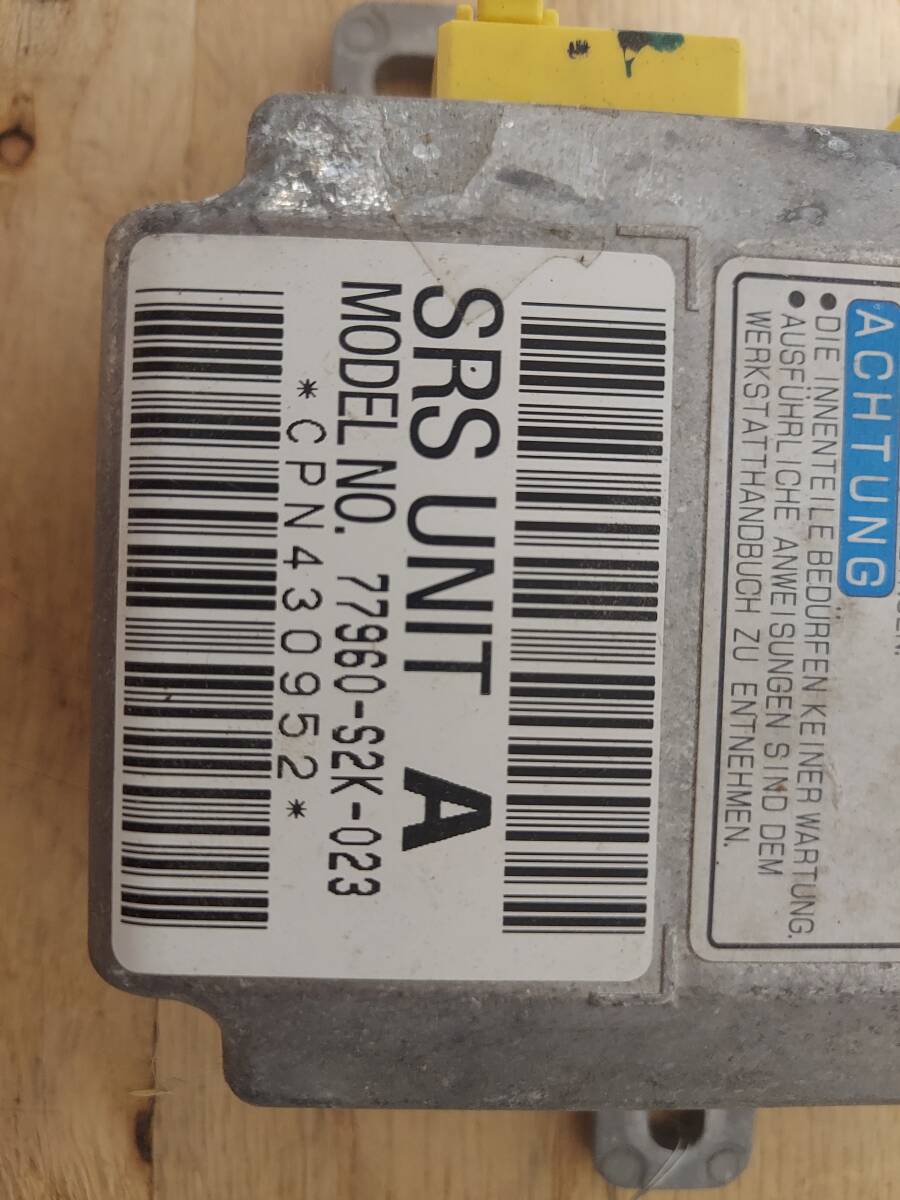 SRS UNIT A
MODEL NO. 77960-S2K-023
*CPN430952*
ACHTUNG
● DIE INNENTEILE BEDÜRFEN KEINER WARTUNG.
● AUSFÜHRLICHE ANWEISUNGEN SIND DEM
WERKSTATTHANDBUCH ZU ENTNEHMEN.